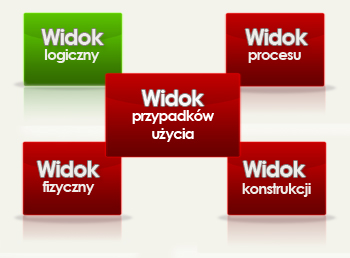 Widok
logiczny
Widok
procesu
Widok
przypadków
użycia
Widok
fizyczny
Widok
konstrukcji